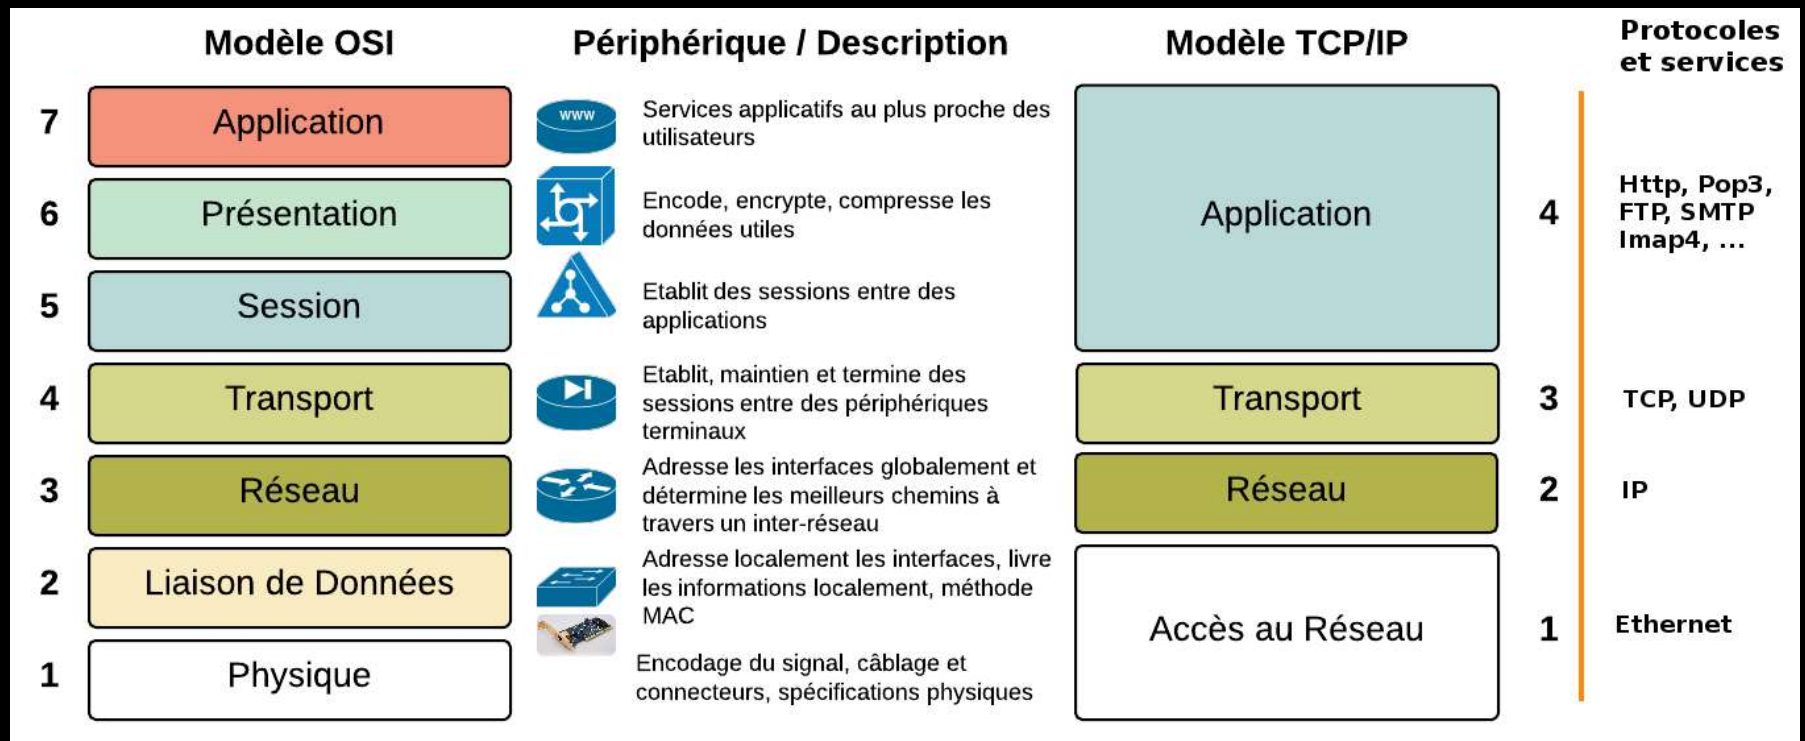 Modèle OSI
Périphérique / Description
Modèle TCP/IP
Protocoles
et services
7
Application
www
Services applicatifs au plus proche des
utilisateurs
6
Présentation
Encode, encrypte, compresse les
données utiles
5
Session
Etablit des sessions entre des
applications
Application
4
Http, Pop3,
FTP, SMTP
Imap4, ...
4
Transport
Etablit, maintien et termine des
sessions entre des périphériques
terminaux
Transport
3
TCP, UDP
3
Réseau
Adresse les interfaces globalement et
détermine les meilleurs chemins à
travers un inter-réseau
Réseau
2
IP
2
Liaison de Données
Adresse localement les interfaces, livre
les informations localement, méthode
MAC
1
Physique
Encodage du signal, câblage et
connecteurs, spécifications physiques
Accès au Réseau
1
Ethernet